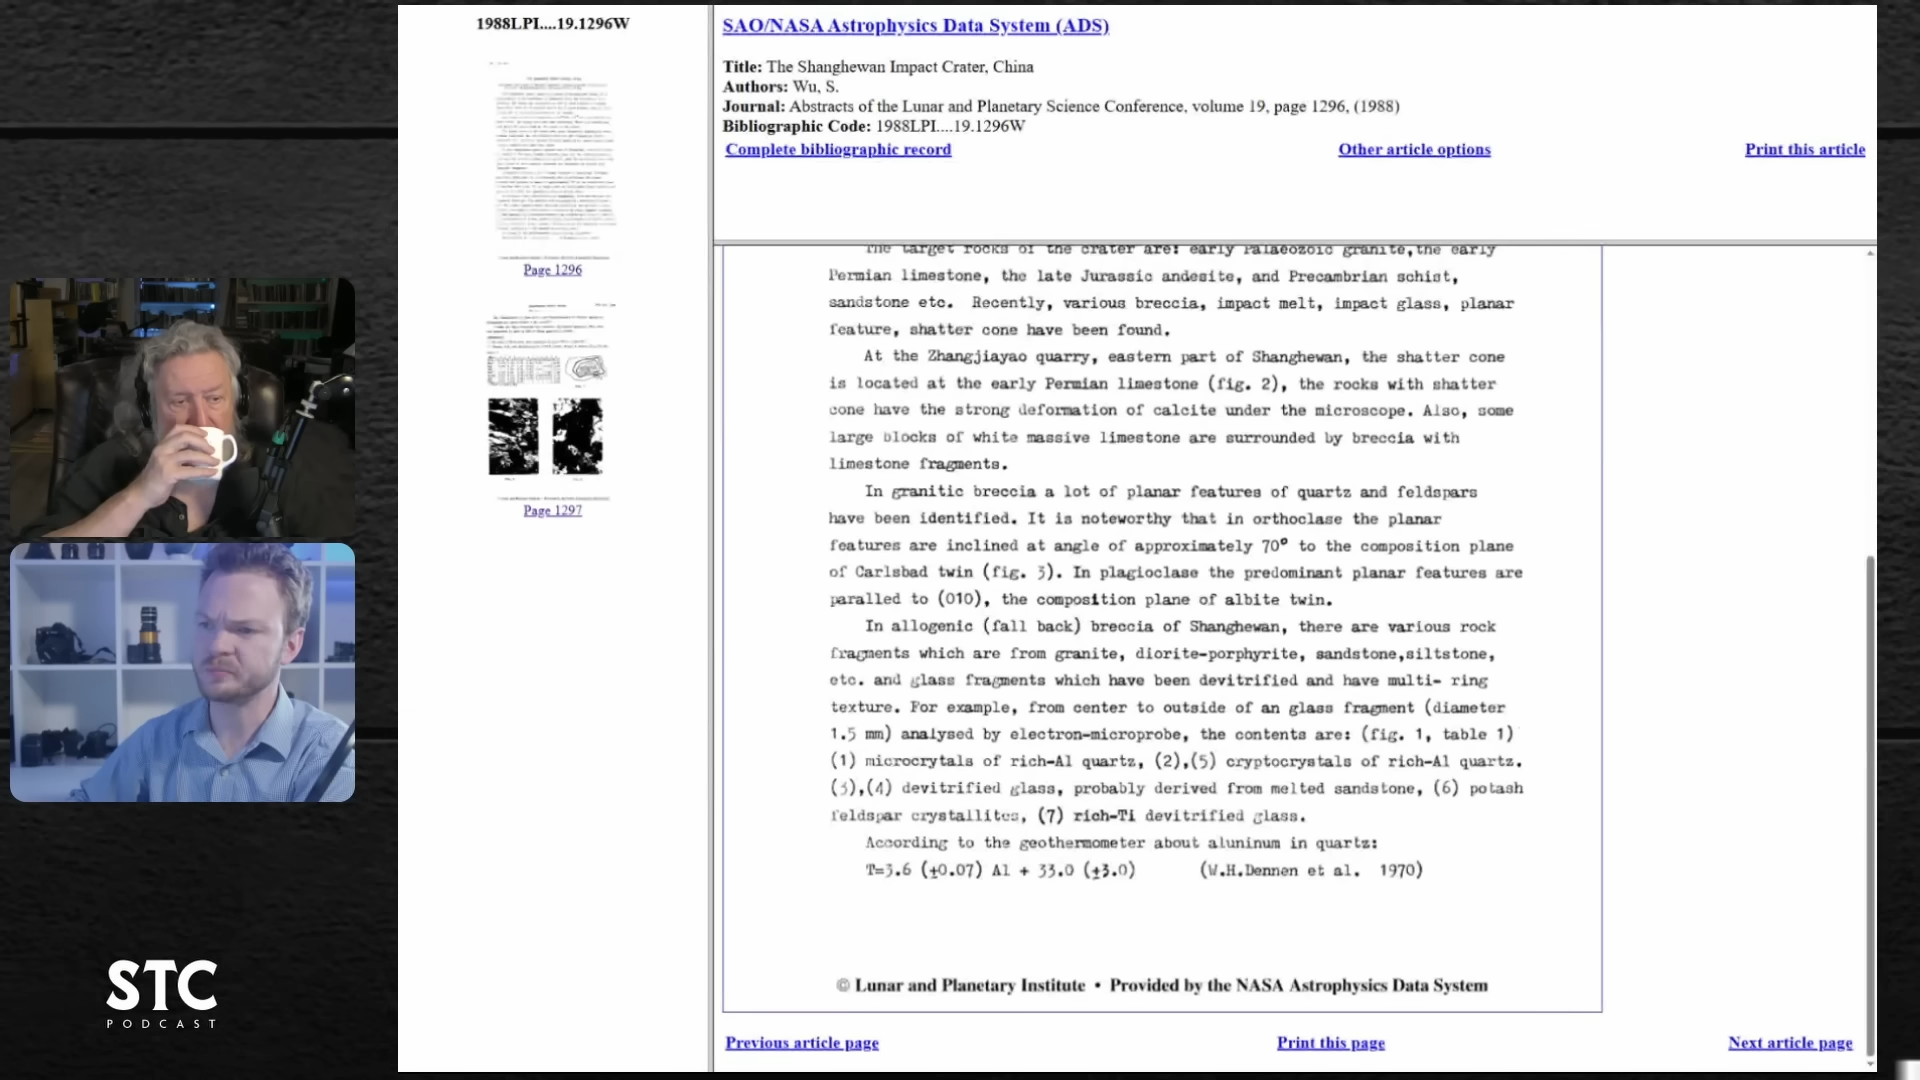 1988LPI....19.1296W
Page 1296
Page 1297
SAO/NASA Astrophysics Data System (ADS)
Title: The Shanghewan Impact Crater, China
Authors: Wu, S.
Journal: Abstracts of the Lunar and Planetary Science Conference, volume 19, page 1296, (1988)
Bibliographic Code: 1988LPI....19.1296W
Complete bibliographic record
Other article options
Print this article
The target rocks of the crater are: early Palaeozoic granite,the early
Permian limestone, the late Jurassic andesite, and Precambrian schist,
sandstone etc. Recently, various breccia, impact melt, impact glass, planar
feature, shatter cone have been found.
At the Zhangjiayao quarry, eastern part of Shanghewan, the shatter cone
is located at the early Permian limestone (fig. 2), the rocks with shatter
cone have the strong deformation of calcite under the microscope. Also, some
large blocks of white massive limestone are surrounded by breccia with
limestone fragments.
In granitic breccia a lot of planar features of quartz and feldspars
have been identified. It is noteworthy that in orthoclase the planar
features are inclined at angle of approximately 70° to the composition plane
of Carlsbad twin (fig. 3). In plagioclase the predominant planar features are
paralled to (010), the composition plane of albite twin.
In allogenic (fall back) breccia of Shanghewan, there are various rock
fragments which are from granite, diorite-porphyrite, sandstone,siltstone,
etc. and glass fragments which have been devitrified and have multi- ring
texture. For example, from center to outside of an glass fragment (diameter
1.5 mm) analysed by electron-microprobe, the contents are: (fig. 1, table 1)
(1) microcrytals of rich-Al quartz, (2),(5) cryptocrystals of rich-Al quartz.
(3),(4) devitrified glass, probably derived from melted sandstone, (6) potash
feldspar crystallites, (7) rich-Ti devitrified glass.
According to the geothermometer about aluninum in quartz:
T=3.6 (±0.07) Al + 33.0 (±3.0) (W.H.Dennen et al. 1970)
© Lunar and Planetary Institute • Provided by the NASA Astrophysics Data System
Previous article page
Print this page
Next article page
STC
PODCAST